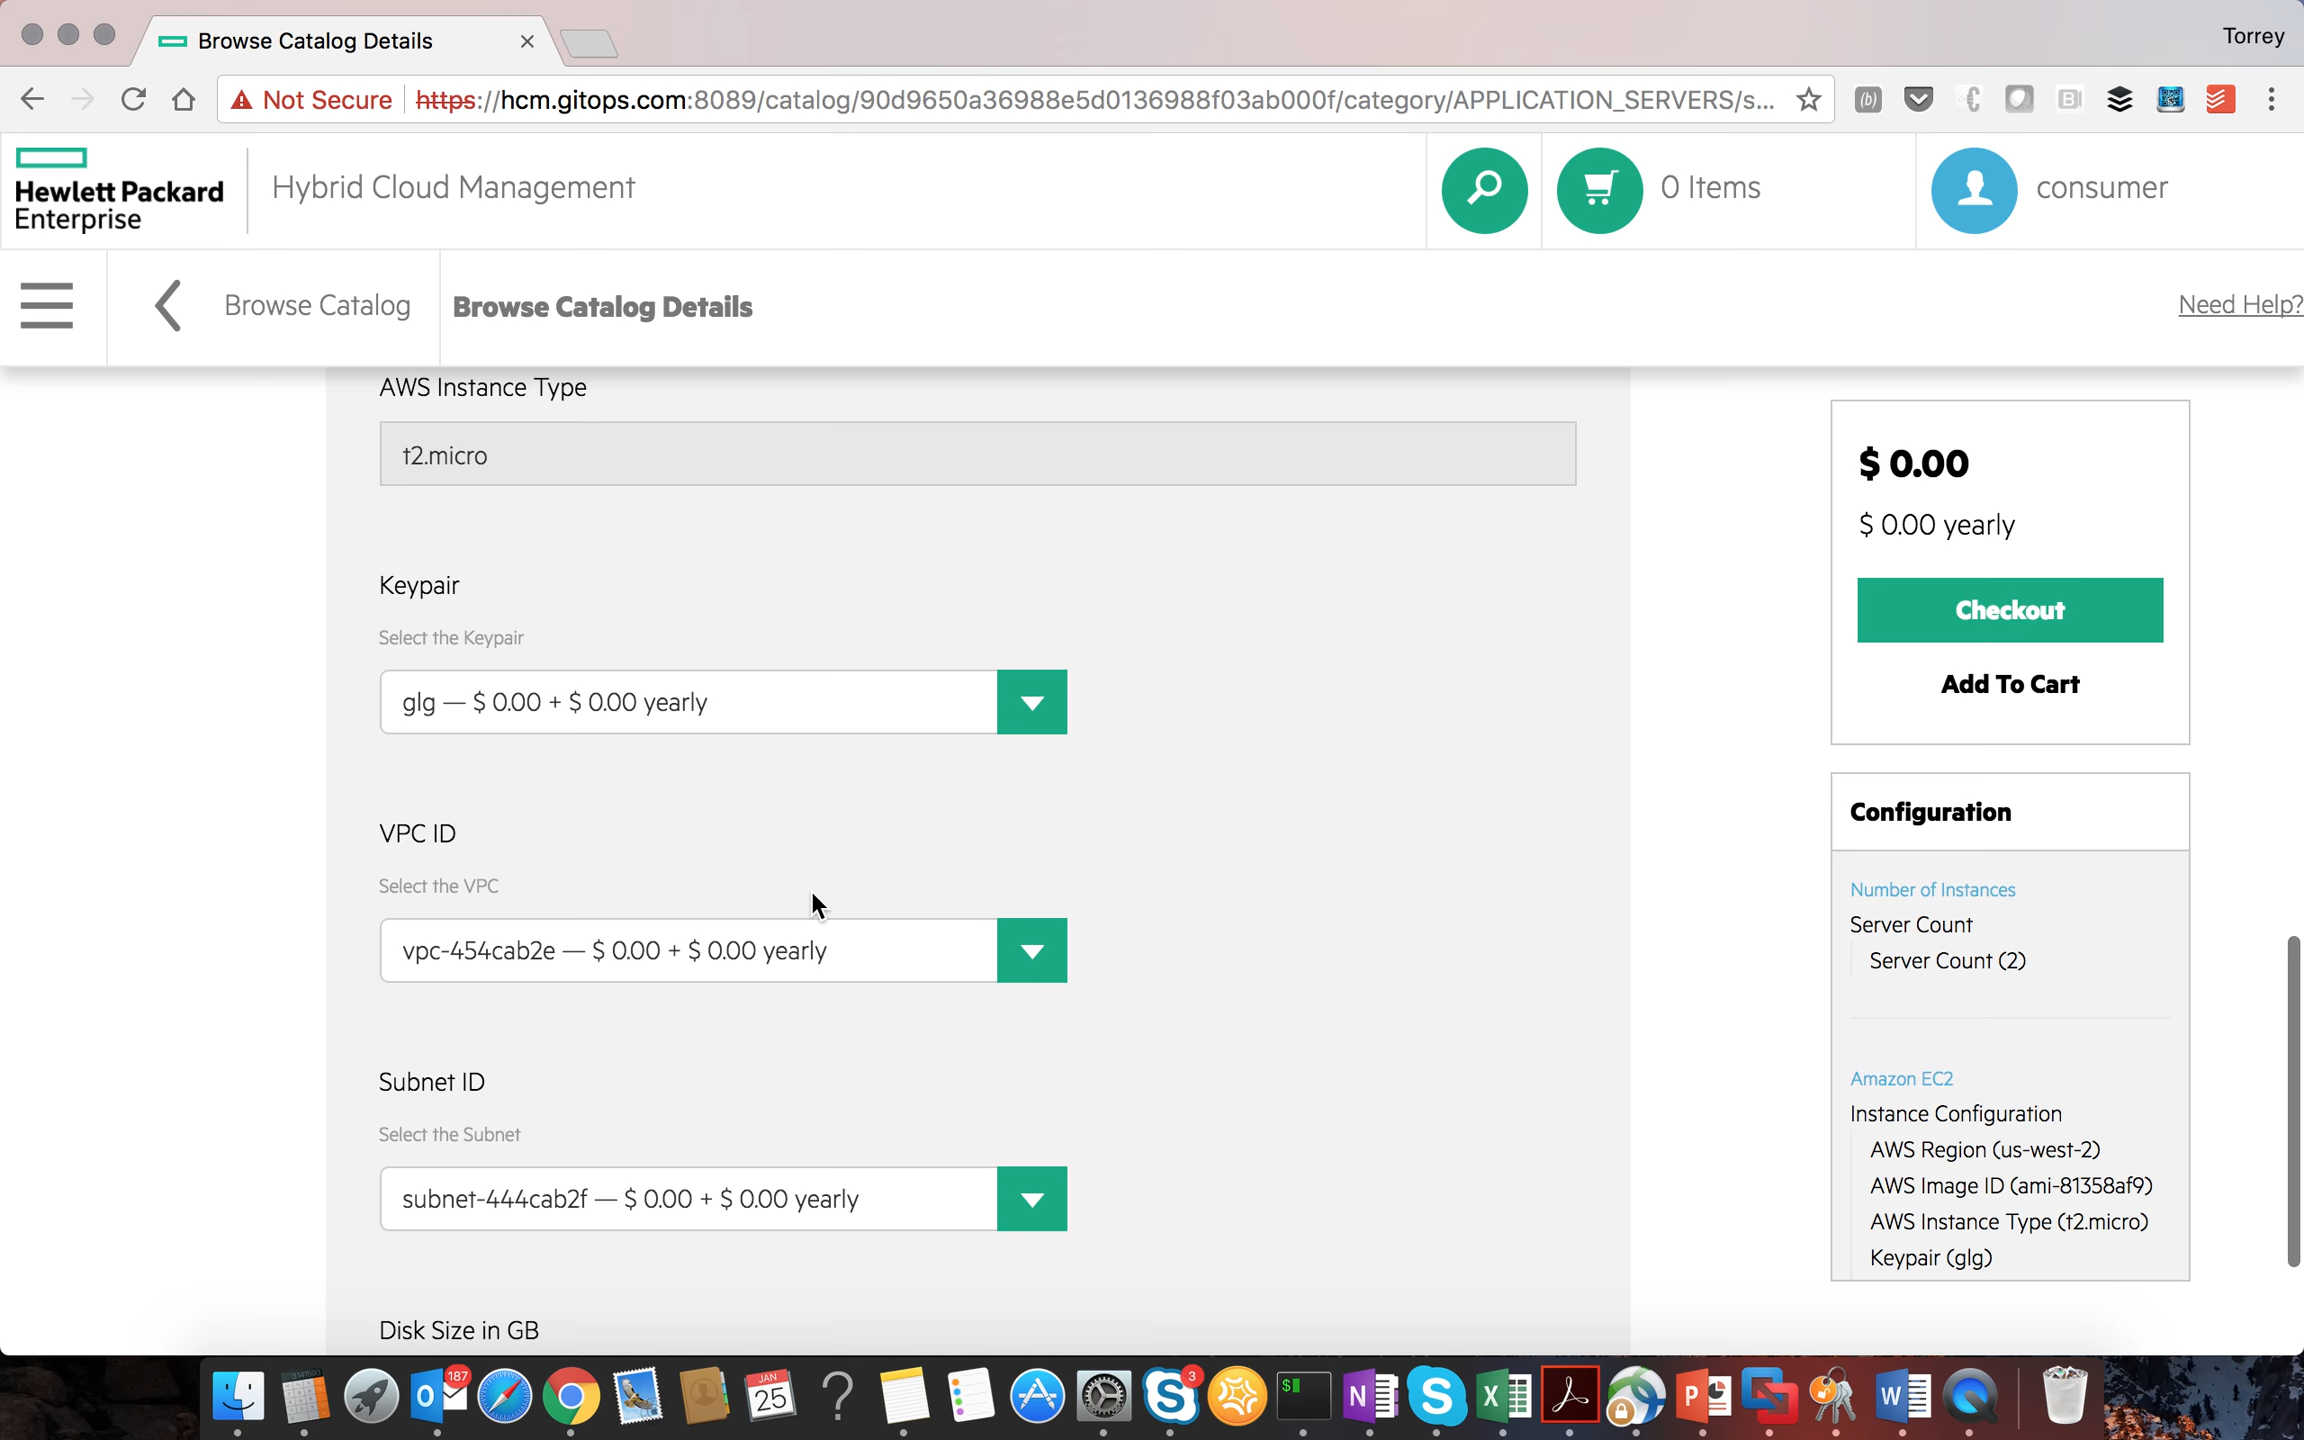 Browse Catalog Details
Torrey
Not Secure https://hcm.gitops.com:8089/catalog/90d9650a36988e5d0136988f03ab000f/category/APPLICATION_SERVERS/s...
Hewlett Packard
Enterprise
Hybrid Cloud Management
0 Items
consumer
Browse Catalog
Browse Catalog Details
Need Help?
AWS Instance Type
t2.micro
Keypair
Select the Keypair
glg — $ 0.00 + $ 0.00 yearly
VPC ID
Select the VPC
vpc-454cab2e — $ 0.00 + $ 0.00 yearly
Subnet ID
Select the Subnet
subnet-444cab2f — $ 0.00 + $ 0.00 yearly
Disk Size in GB
$ 0.00
$ 0.00 yearly
Checkout
Add To Cart
Configuration
Number of Instances
Server Count
Server Count (2)
Amazon EC2
Instance Configuration
AWS Region (us-west-2)
AWS Image ID (ami-81358af9)
AWS Instance Type (t2.micro)
Keypair (glg)
187
JAN
25
3